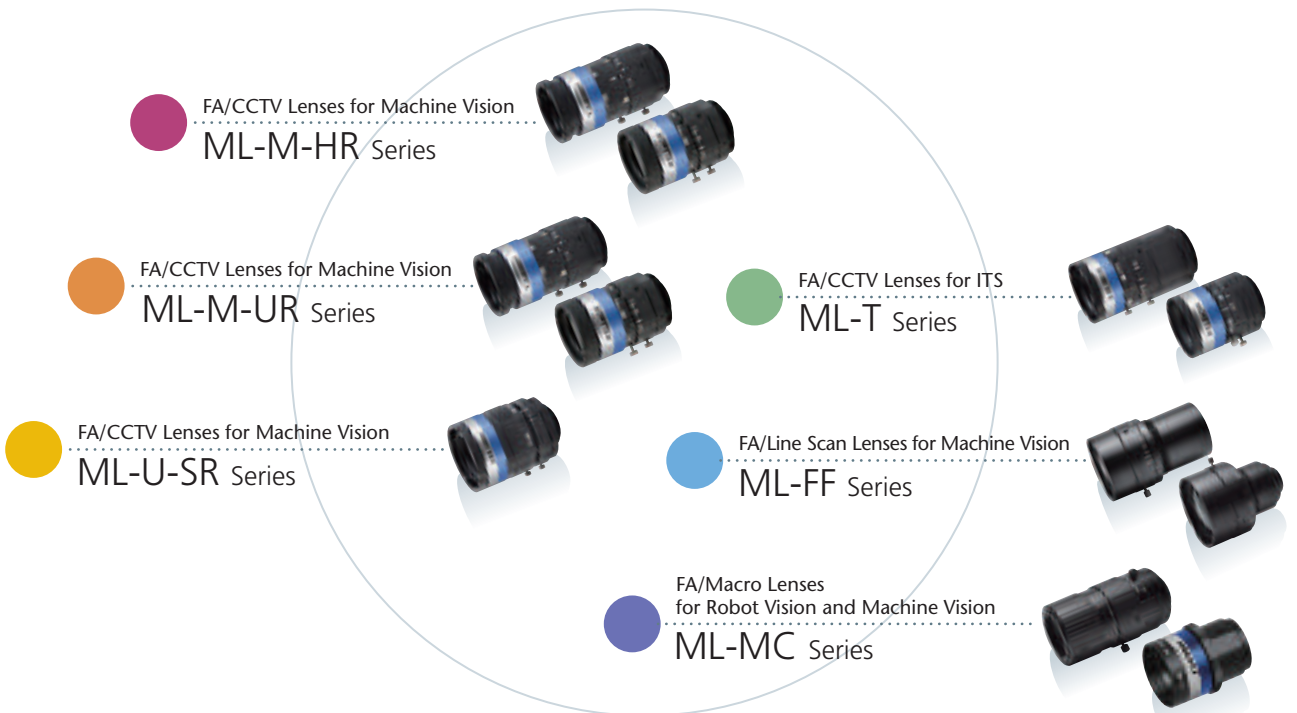 FA/CCTV Lenses for Machine Vision
ML-M-HR Series
FA/CCTV Lenses for Machine Vision
ML-M-UR Series
FA/CCTV Lenses for Machine Vision
ML-U-SR Series
FA/CCTV Lenses for ITS
ML-T Series
FA/Line Scan Lenses for Machine Vision
ML-FF Series
FA/Macro Lenses
for Robot Vision and Machine Vision
ML-MC Series